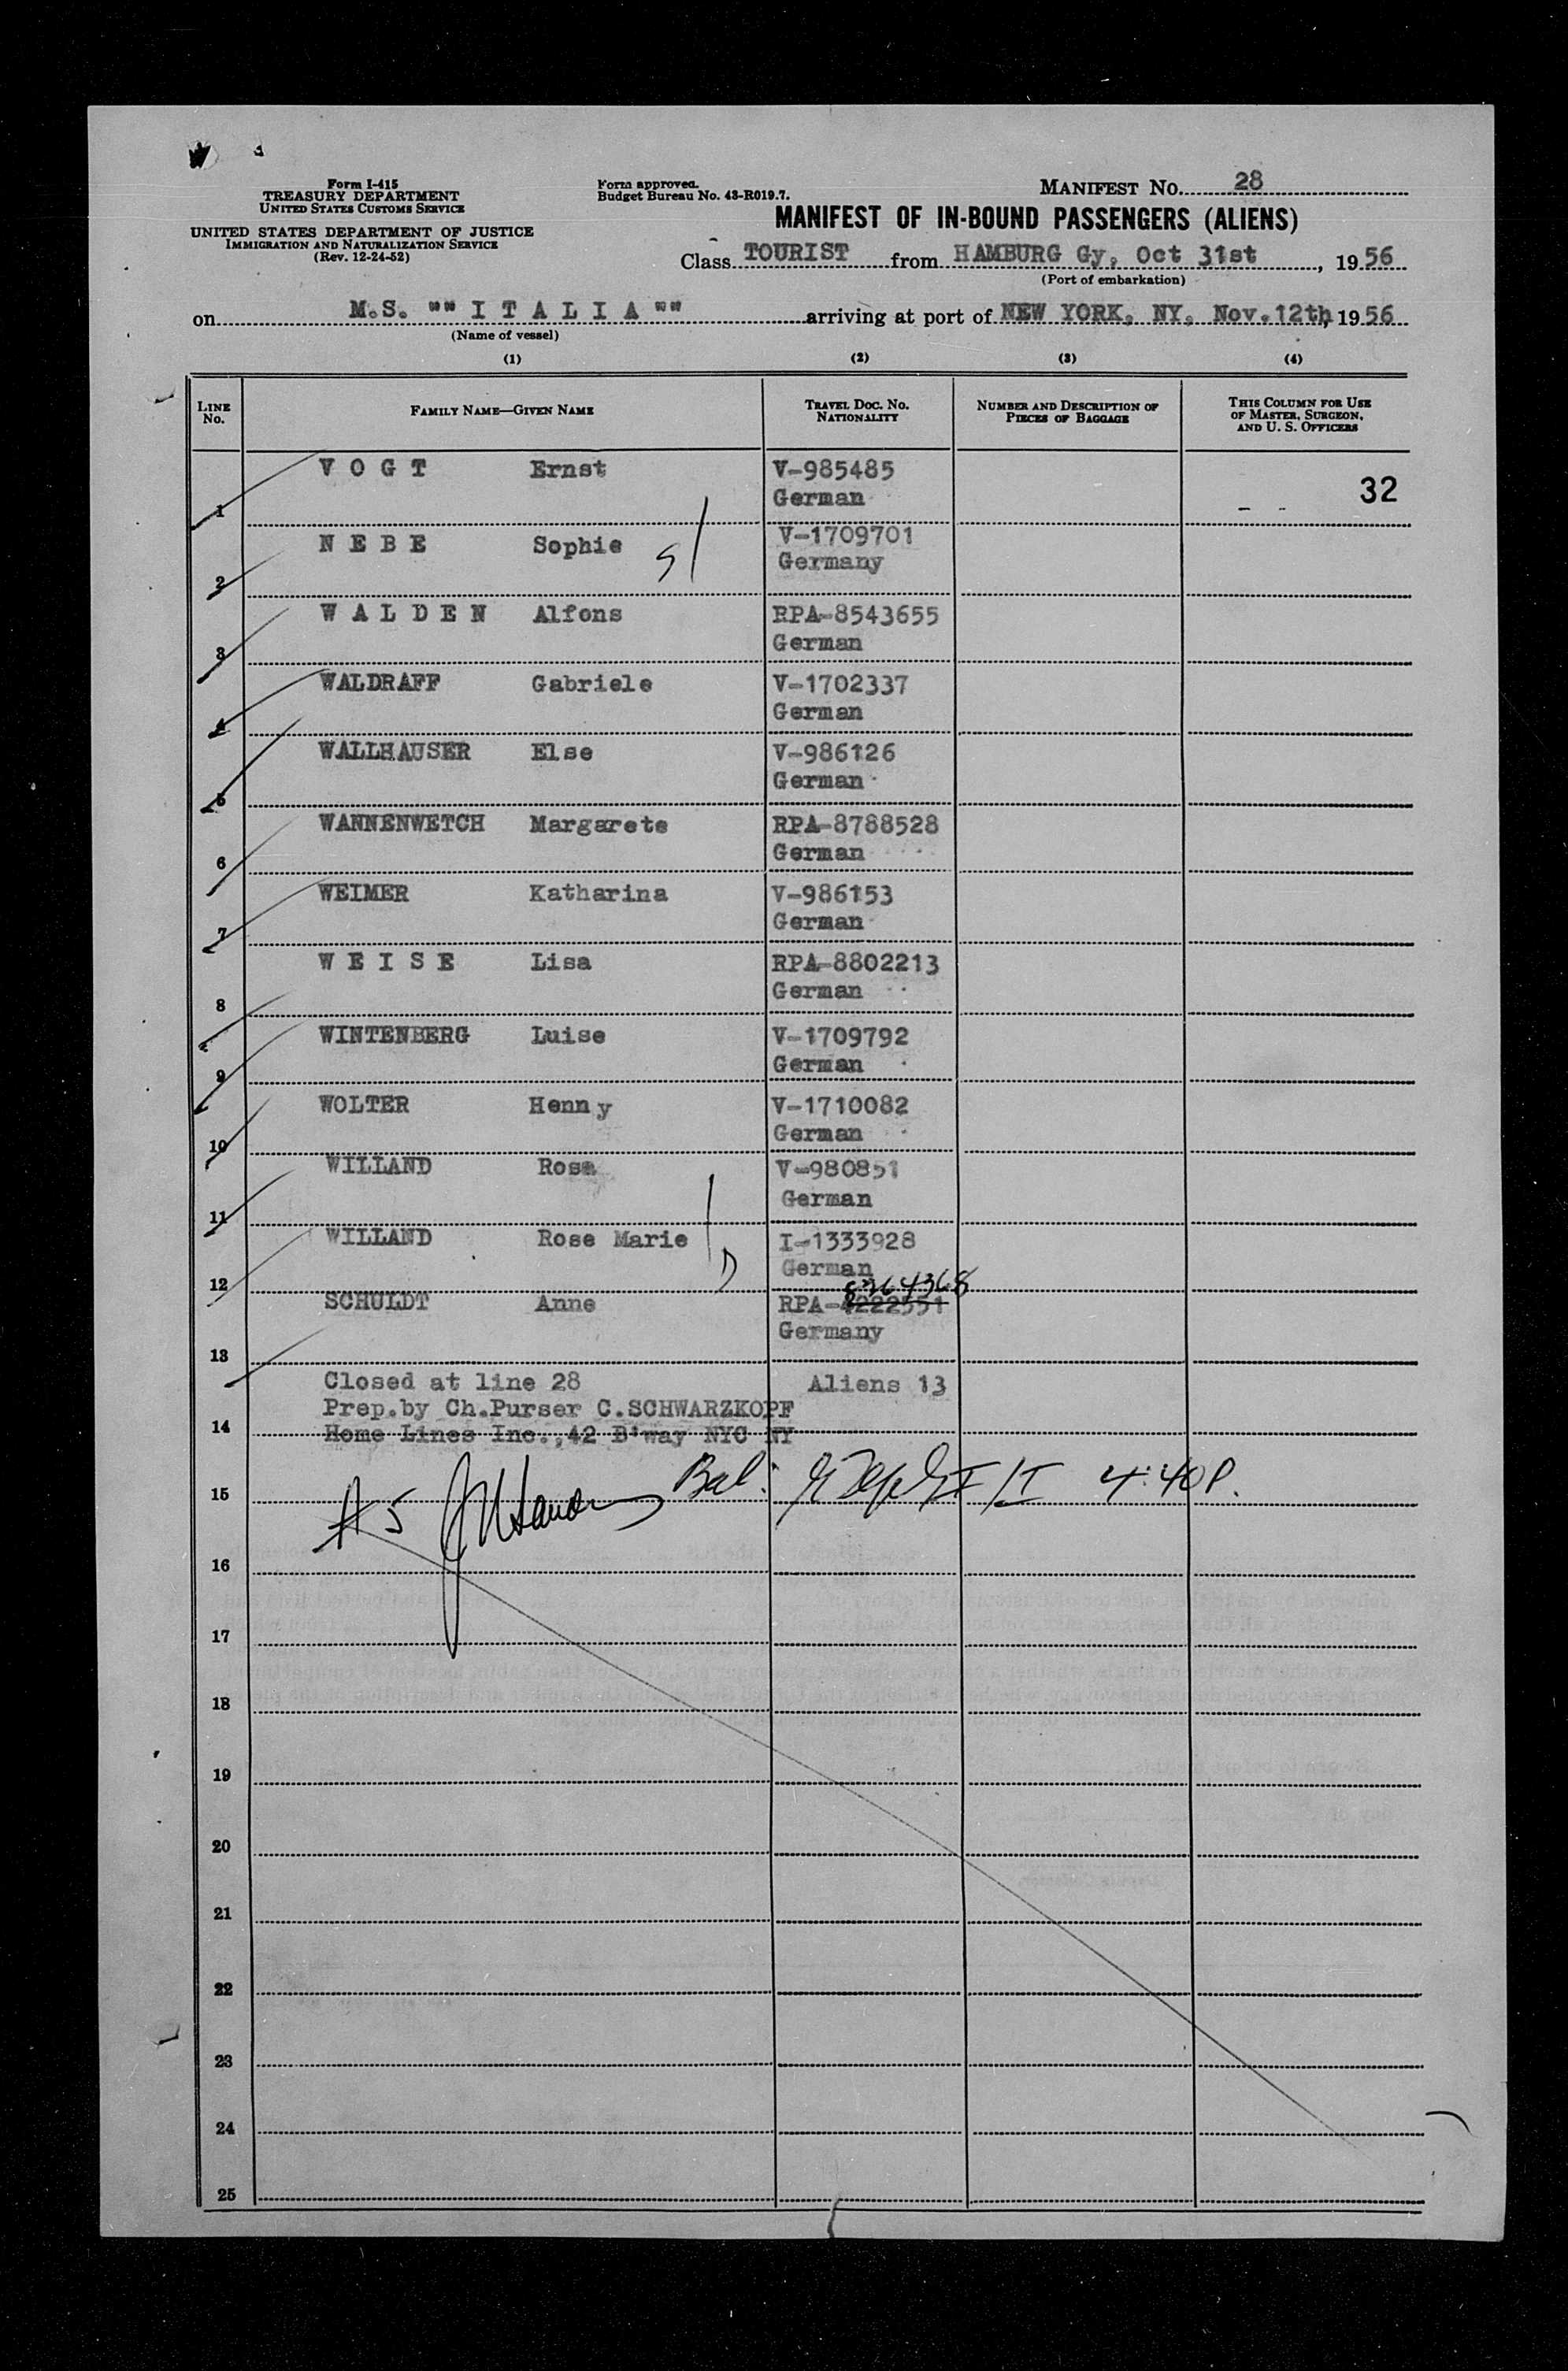 Form I-415
TREASURY DEPARTMENT
UNITED STATES CUSTOMS SERVICE
UNITED STATES DEPARTMENT OF JUSTICE
IMMIGRATION AND NATURALIZATION SERVICE
(Rev. 12-24-52)
Form approved.
Budget Bureau No. 43-R019.7.
MANIFEST NO. 28
MANIFEST OF IN-BOUND PASSENGERS (ALIENS)
Class TOURIST from HAMBURG Gy, Oct 31st, 1956
(Port of embarkation)
on M.S. "" I T A L I A "" arriving at port of NEW YORK, NY, Nov.12th, 1956
(Name of vessel)
(1) (2) (3) (4)
LINE NO. FAMILY NAME—GIVEN NAME TRAVEL DOC. NO. NATIONALITY NUMBER AND DESCRIPTION OF PIECES OF BAGGAGE THIS COLUMN FOR USE OF MASTER, SURGEON, AND U. S. OFFICERS
1 V O G T Ernst V-985485
German 32
2 N E B E Sophie V-1709701
Germany
3 W A L D E N Alfons RPA-8543655
German
4 WALDRAFF Gabriele V-1702337
German
5 WALLHAUSER Else V-986126
German
6 WANNENWETCH Margarete RPA-8788528
German
7 WEIMER Katharina V-986153
German
8 W E I S E Lisa RPA-8802213
German
9 WINTENBERG Luise V-1709792
German
10 WOLTER Henny V-1710082
German
11 WILLAND Rosa V-980851
German
12 WILLAND Rose Marie I-1333928
German
8264368
13 SCHULDT Anne RPA-4222551
Germany
Closed at line 28 Aliens 13
Prep.by Ch.Purser C.SCHWARZKOPF
14 Home Lines Inc.,42 B'way NYC NY
15 4:40 P.
16
17
18
19
20
21
22
23
24
25